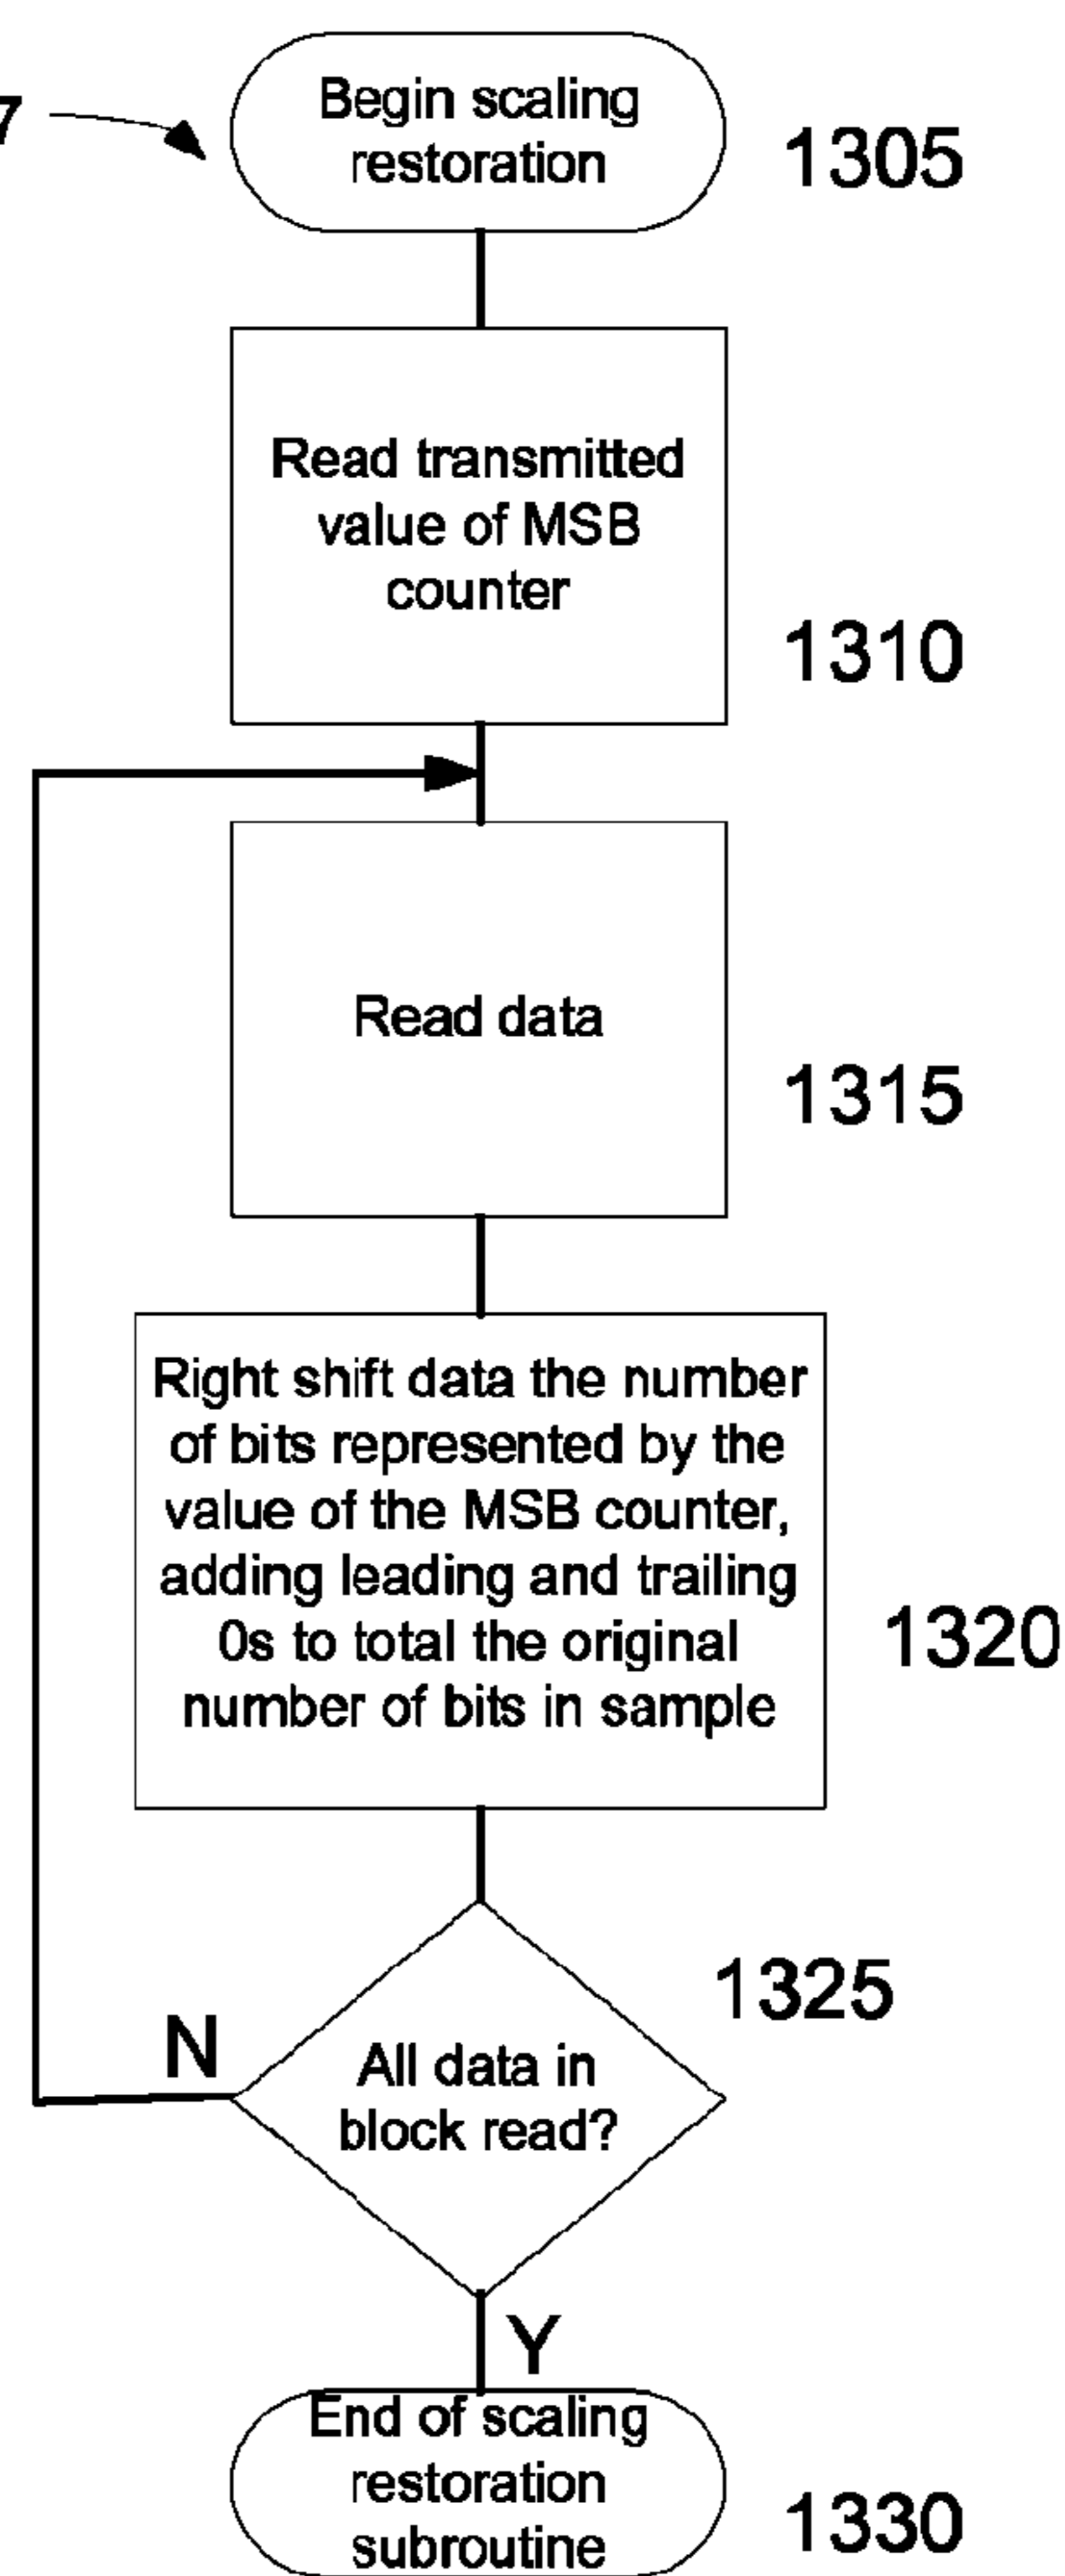 7
Begin scaling
restoration
1305
Read transmitted
value of MSB
counter
1310
Read data
1315
Right shift data the number
of bits represented by the
value of the MSB counter,
adding leading and trailing
0s to total the original
number of bits in sample
1320
1325
N
All data in
block read?
Y
End of scaling
restoration
subroutine
1330